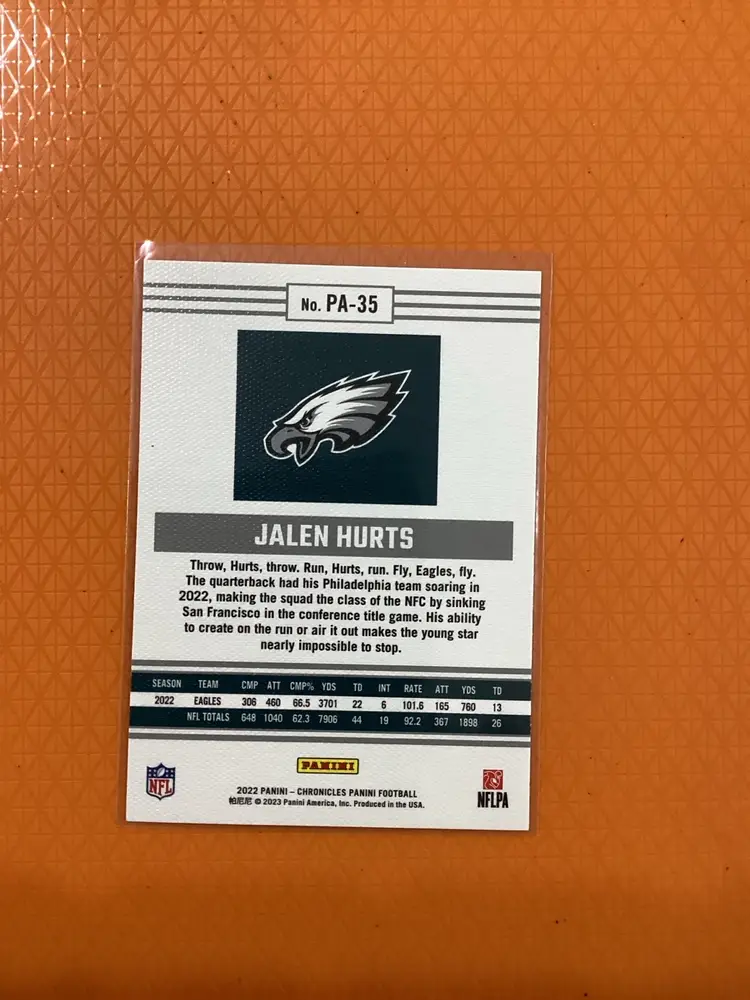 No. PA-35
JALEN HURTS
Throw, Hurts, throw. Run, Hurts, run. Fly, Eagles, fly.
The quarterback had his Philadelphia team soaring in
2022, making the squad the class of the NFC by sinking
San Francisco in the conference title game. His ability
to create on the run or air it out makes the young star
nearly impossible to stop.
SEASON TEAM CMP ATT CMP% YDS TD INT RATE ATT YDS TD
2022 EAGLES 306 460 66.5 3701 22 6 101.6 165 760 13
NFL TOTALS 648 1040 62.3 7906 44 19 92.2 367 1898 26
PANINI
NFL
2022 PANINI – CHRONICLES PANINI FOOTBALL
帕尼尼 © 2023 Panini America, Inc. Produced in the USA.
NFLPA